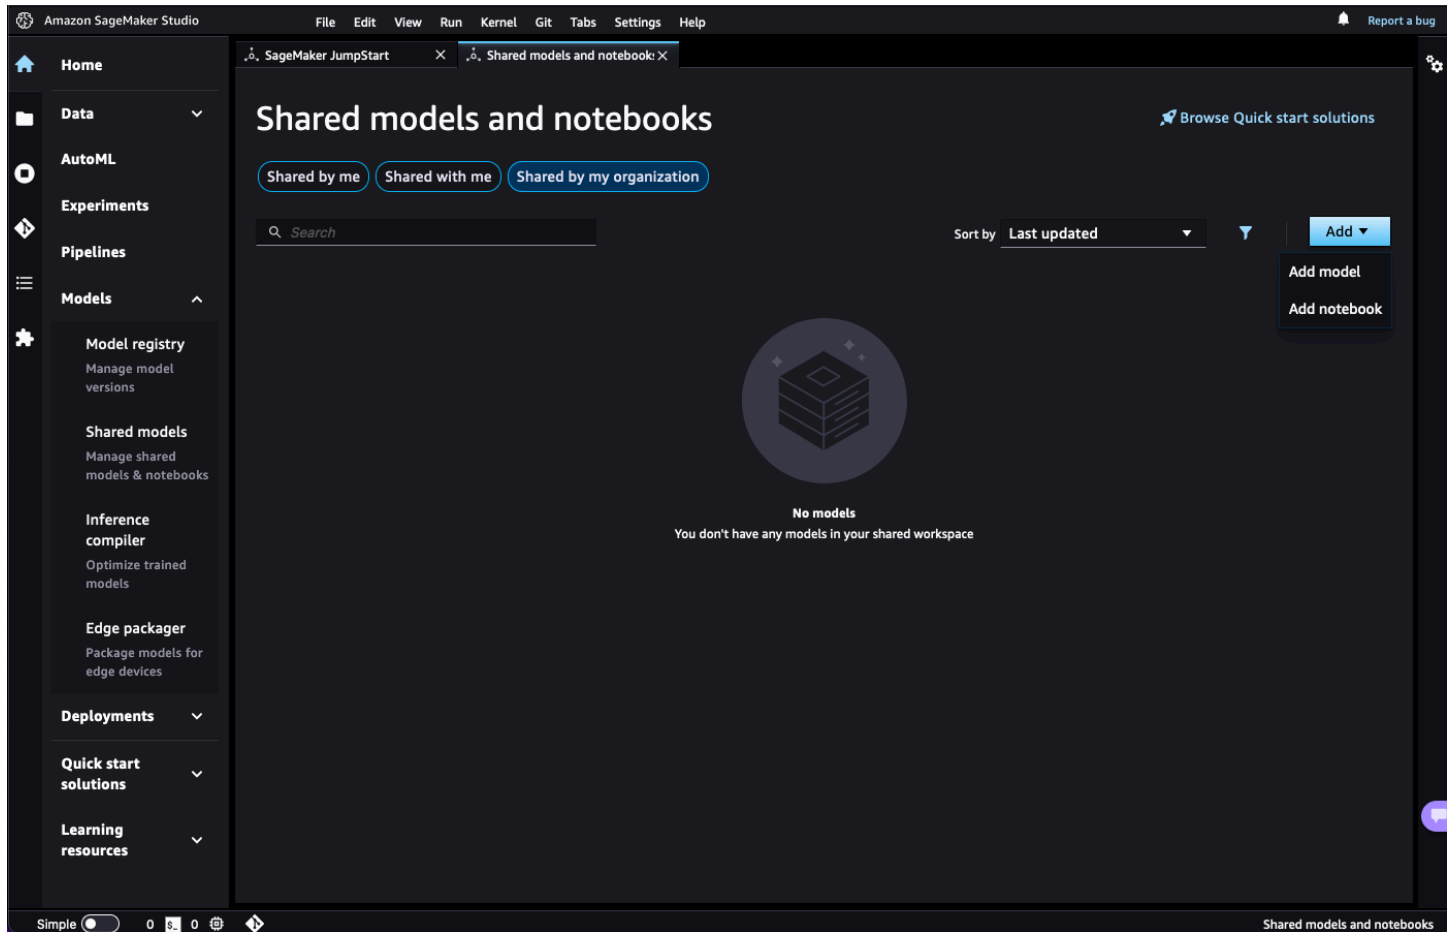 Amazon SageMaker Studio
File Edit View Run Kernel Git Tabs Settings Help
Report a bug
SageMaker JumpStart
Shared models and notebook
Home
Data
AutoML
Experiments
Pipelines
Models
Model registry
Manage model
versions
Shared models
Manage shared
models & notebooks
Inference
compiler
Optimize trained
models
Edge packager
Package models for
edge devices
Deployments
Quick start
solutions
Learning
resources
Shared models and notebooks
Browse Quick start solutions
Shared by me
Shared with me
Shared by my organization
Search
Sort by Last updated
Add
Add model
Add notebook
No models
You don't have any models in your shared workspace
Simple 0 $_ 0
Shared models and notebooks